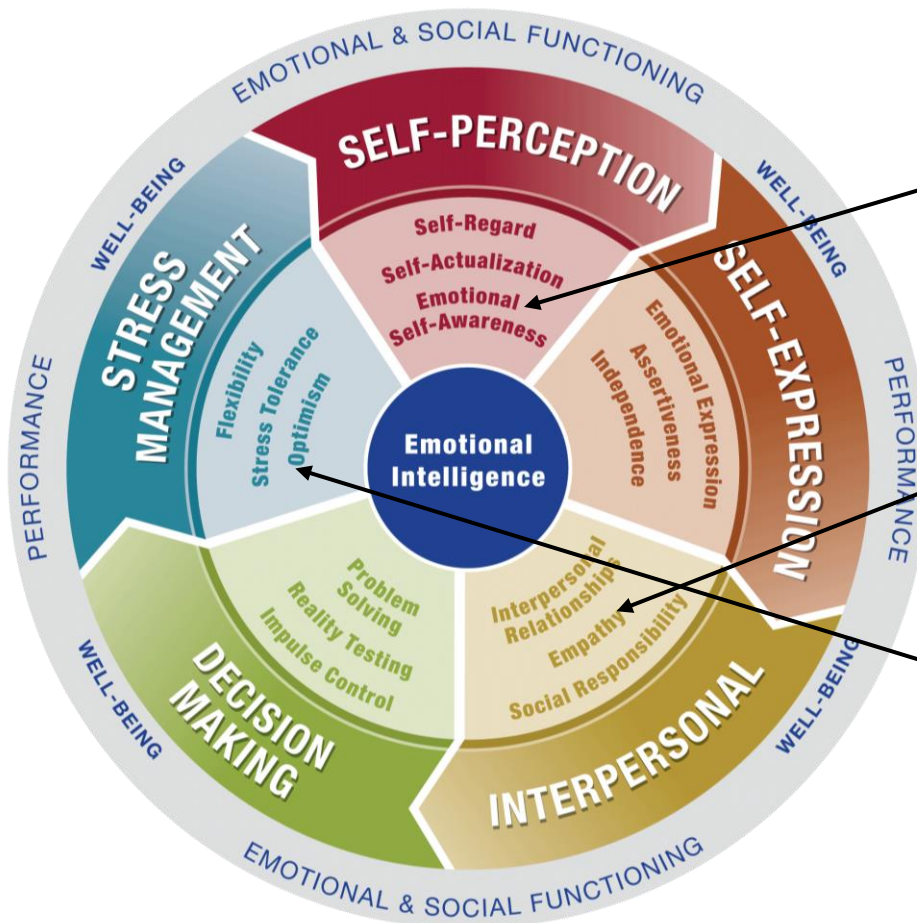 EMOTIONAL & SOCIAL FUNCTIONING
WELL-BEING
WELL-BEING
PERFORMANCE
PERFORMANCE
WELL-BEING
WELL-BEING
EMOTIONAL & SOCIAL FUNCTIONING
SELF-PERCEPTION
Self-Regard
Self-Actualization
Emotional
Self-Awareness
SELF-EXPRESSION
Emotional Expression
Assertiveness
Independence
INTERPERSONAL
Interpersonal
Relationships
Empathy
Social Responsibility
DECISION
MAKING
Problem
Solving
Reality Testing
Impulse Control
STRESS
MANAGEMENT
Flexibility
Stress Tolerance
Optimism
Emotional
Intelligence